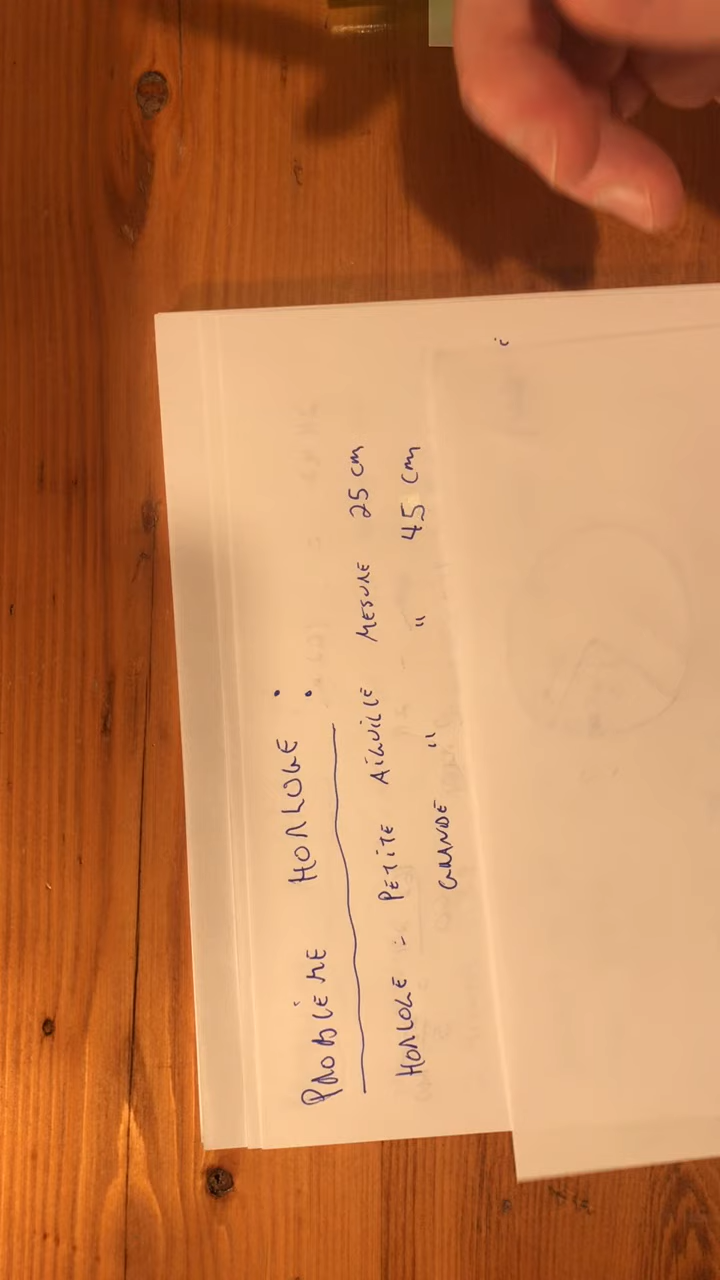 PROBLÈME HORLOGE :
HORLOGE : PETITE AIGUILLE MESURE 25 cm
GRANDE " " 45 cm